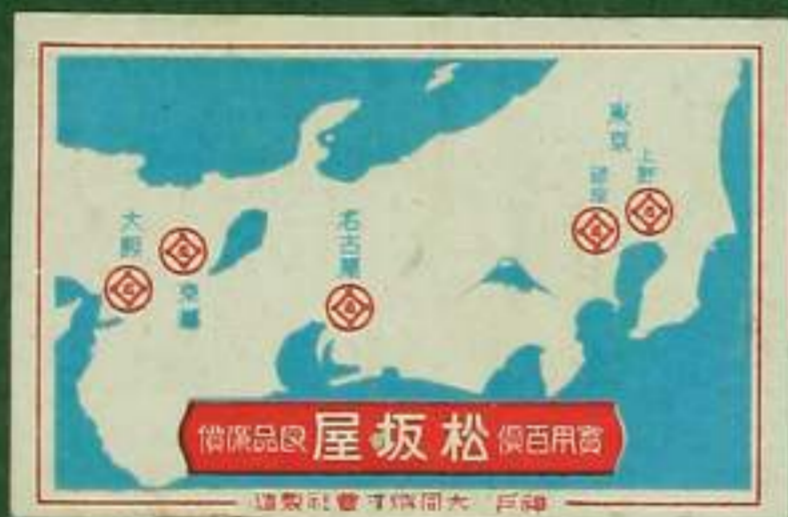 東京
上野
銀座
名古屋
京都
大阪
實用百貨 松坂屋 良品廉價
神戸 大同燐寸會社製造